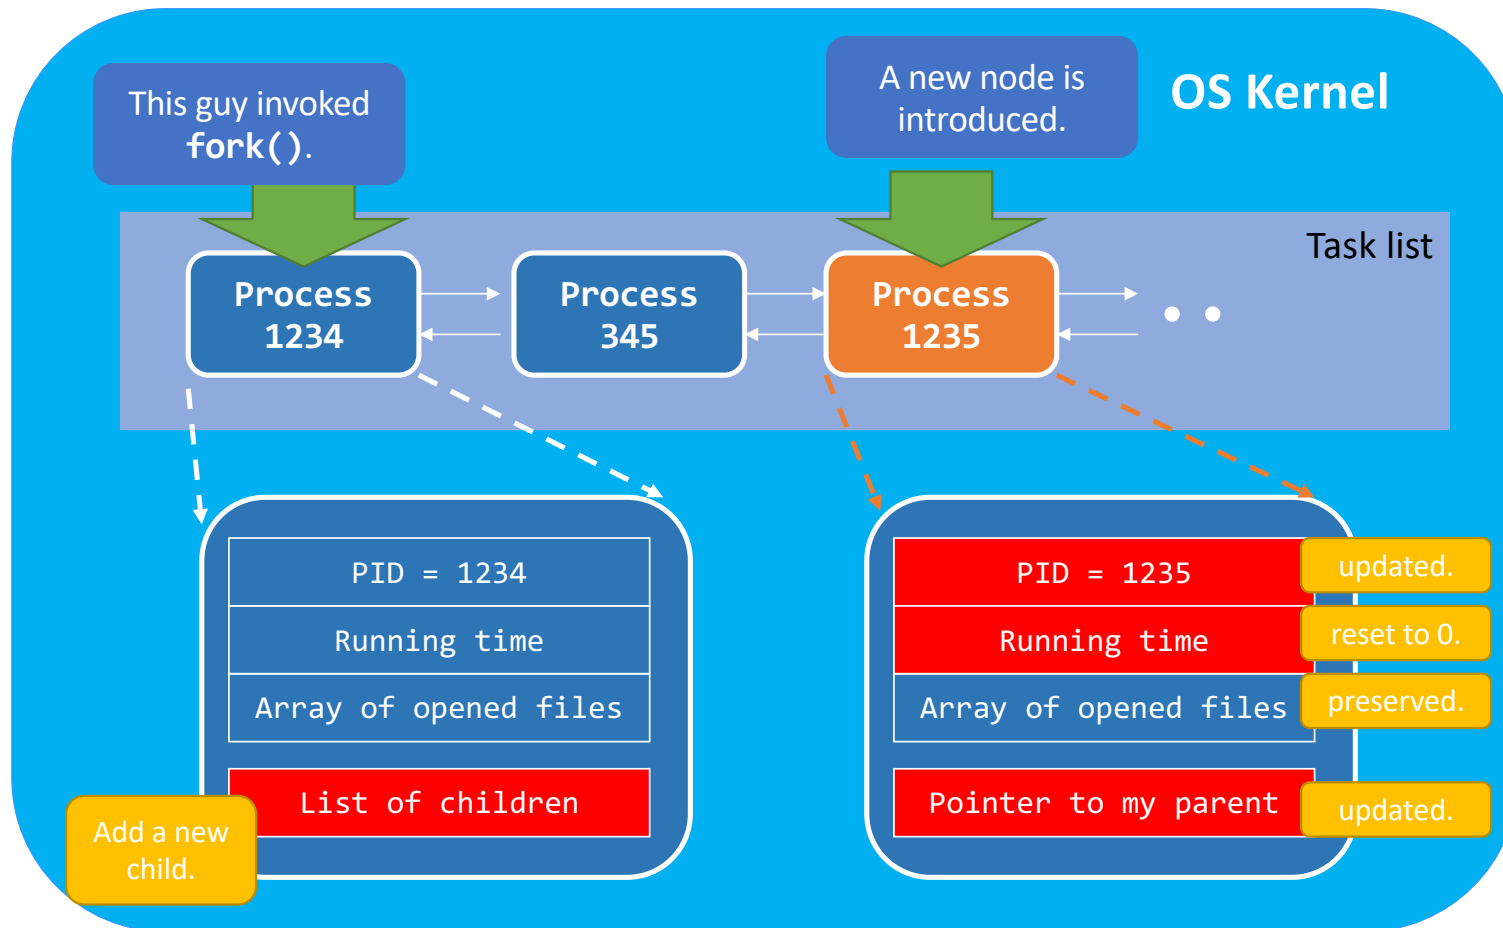 This guy invoked
fork().
A new node is
introduced.
OS Kernel
Task list
Process
1234
Process
345
Process
1235
PID = 1234
Running time
Array of opened files
List of children
Add a new
child.
PID = 1235
updated.
Running time
reset to 0.
Array of opened files
preserved.
Pointer to my parent
updated.